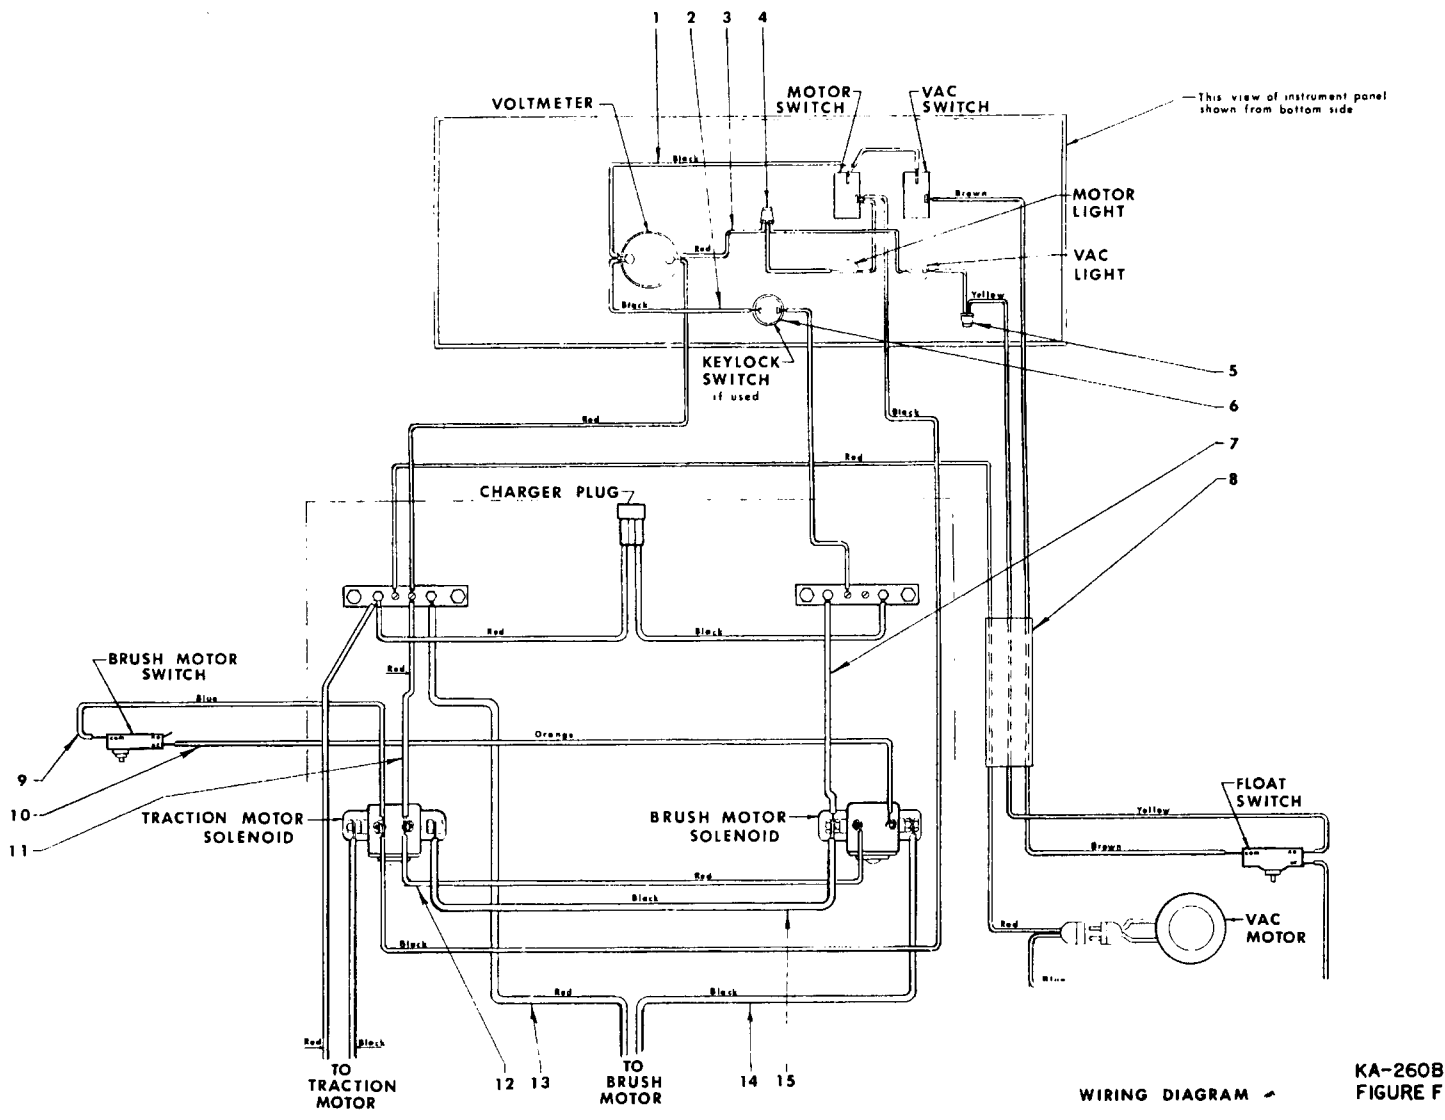 1 2 3 4
VOLTMETER
MOTOR
SWITCH
VAC
SWITCH
This view of instrument panel
shown from bottom side
Black
Brown
MOTOR
LIGHT
Red
VAC
LIGHT
Black
Yellow
KEYLOCK
SWITCH
if used
5
6
Red
Black
7
Red
8
CHARGER PLUG
Red
Black
BRUSH MOTOR
SWITCH
Red
Blue
com
Orange
9
10
11
TRACTION MOTOR
SOLENOID
BRUSH MOTOR
SOLENOID
FLOAT
SWITCH
Yellow
Brown
com
Red
Black
Black
Red
VAC
MOTOR
Red
Black
Red
Black
TO
TRACTION
MOTOR
12 13
TO
BRUSH
MOTOR
14 15
WIRING DIAGRAM
KA-260B
FIGURE F